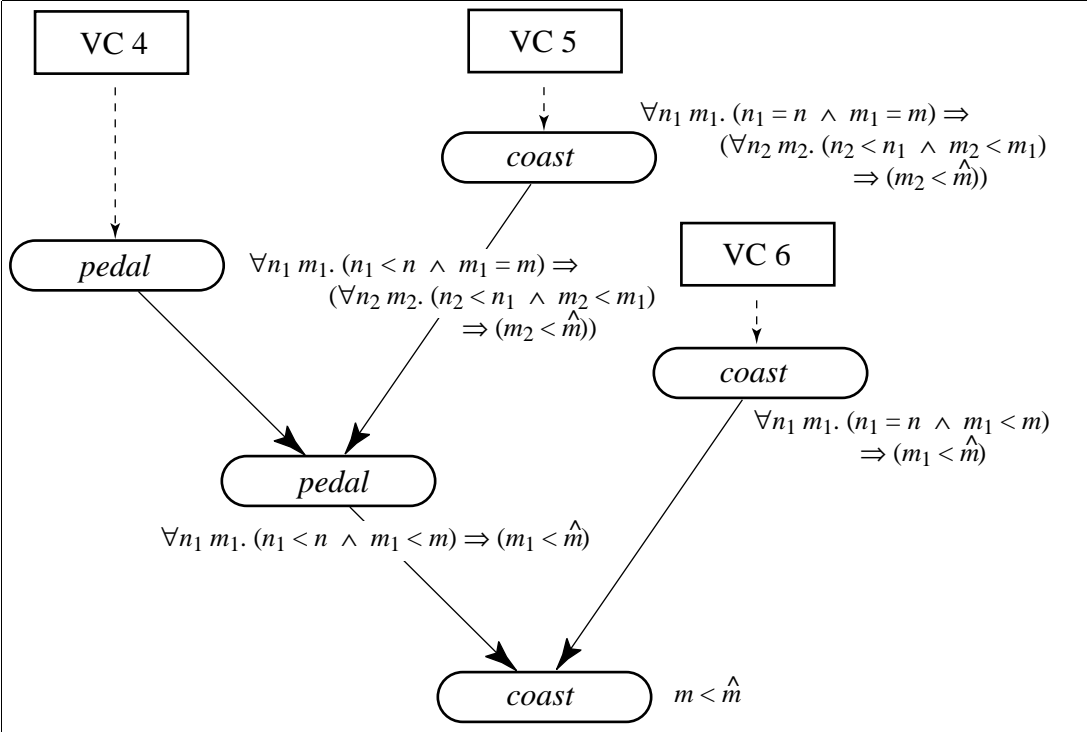 VC 4
VC 5
∀n₁ m₁. (n₁ = n ∧ m₁ = m) ⇒
(∀n₂ m₂. (n₂ < n₁ ∧ m₂ < m₁)
⇒ (m₂ < m̂))
coast
VC 6
pedal
∀n₁ m₁. (n₁ < n ∧ m₁ = m) ⇒
(∀n₂ m₂. (n₂ < n₁ ∧ m₂ < m₁)
⇒ (m₂ < m̂))
coast
∀n₁ m₁. (n₁ = n ∧ m₁ < m)
⇒ (m₁ < m̂)
pedal
∀n₁ m₁. (n₁ < n ∧ m₁ < m) ⇒ (m₁ < m̂)
coast
m < m̂